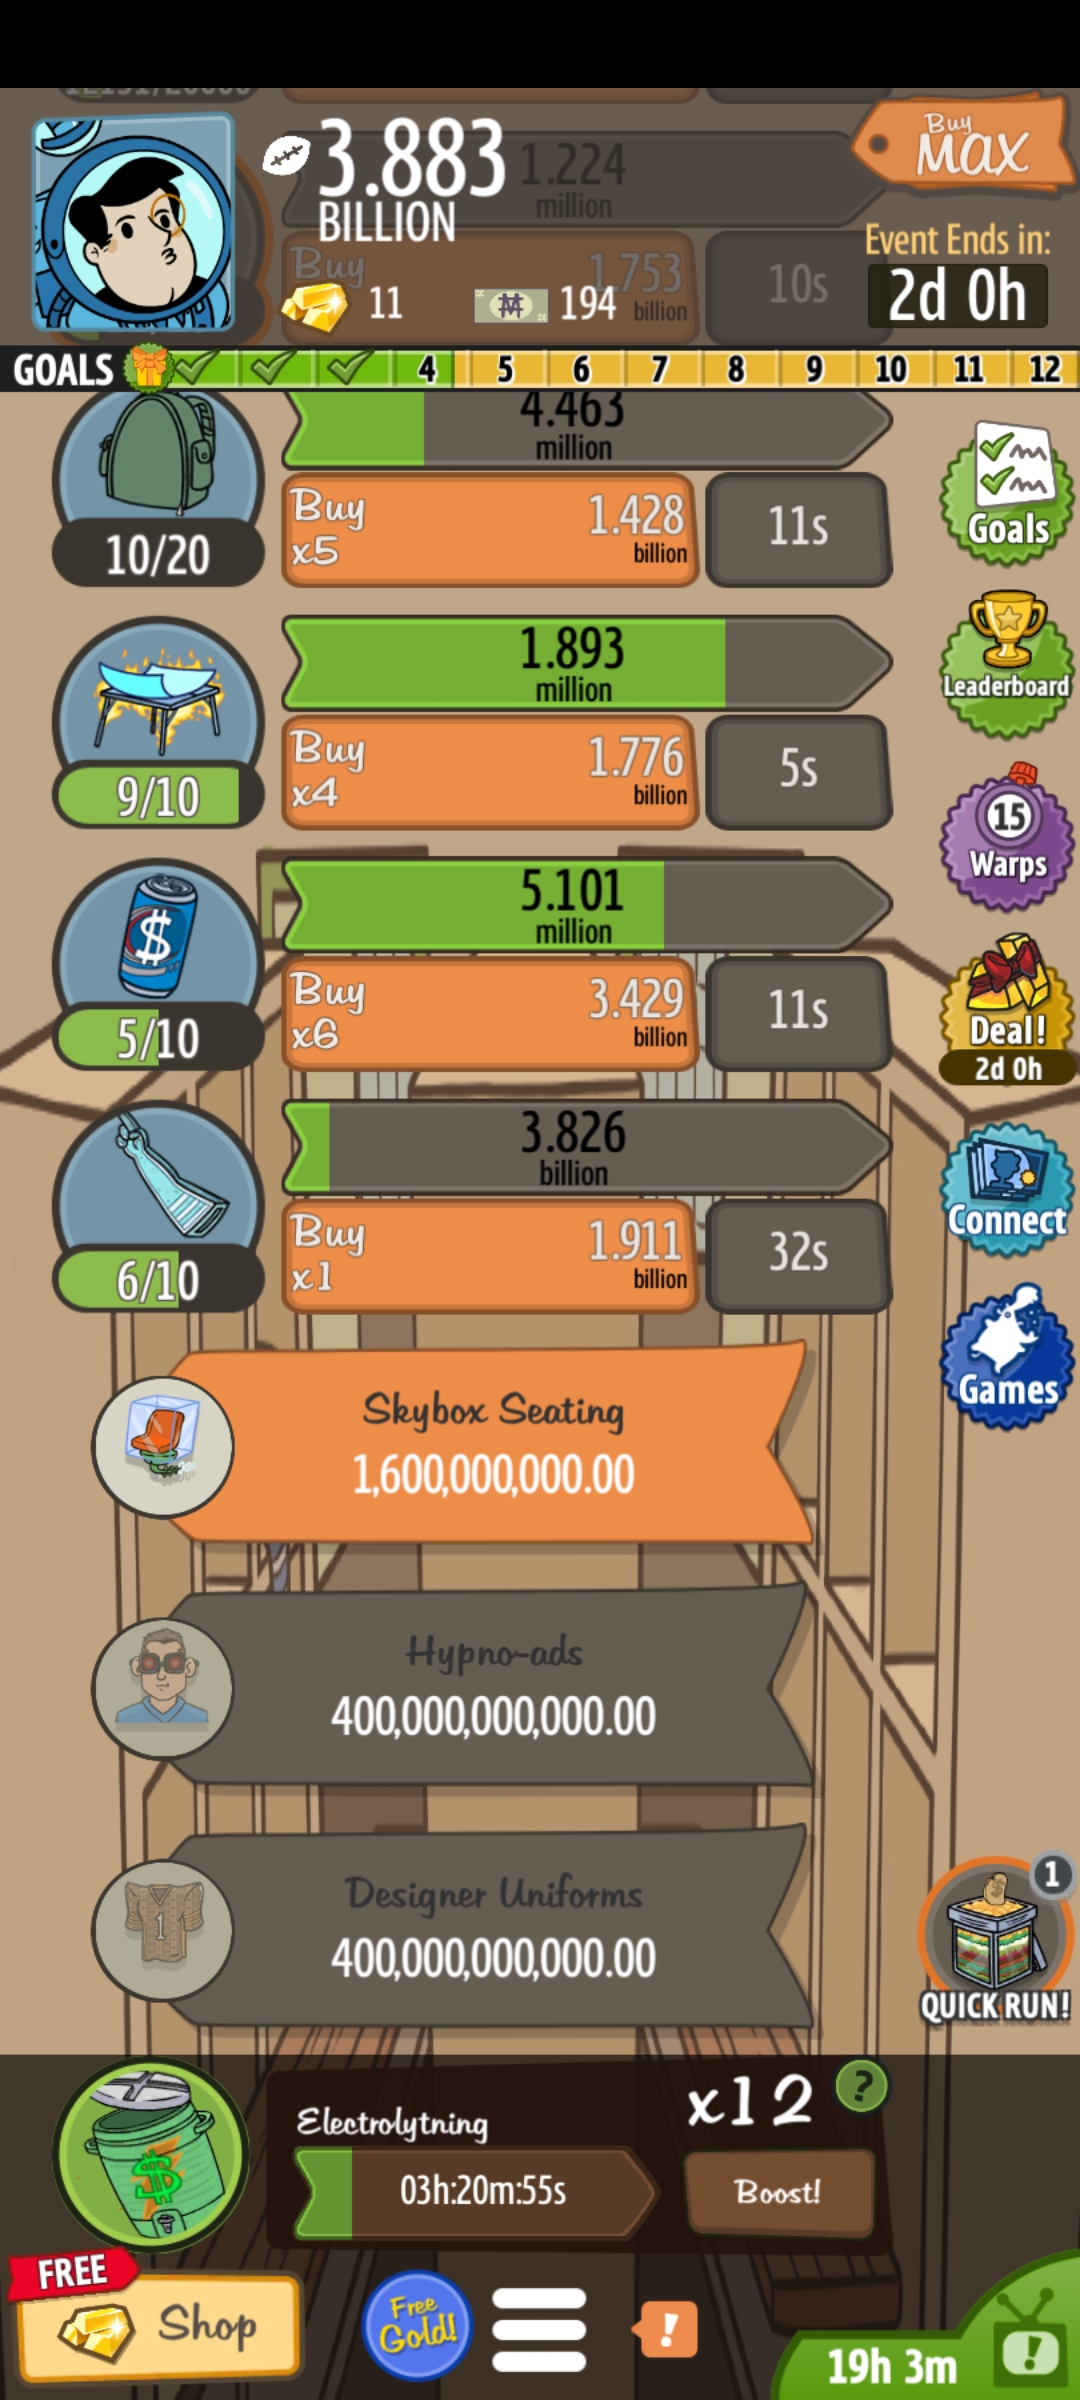 3.883
BILLION
11
194
1.224
million
Buy
1.753
billion
10s
Buy
MAX
Event Ends in:
2d 0h
GOALS
4 5 6 7 8 9 10 11 12
4.463
million
10/20
Buy
x5
1.428
billion
11s
Goals
1.893
million
9/10
Buy
x4
1.776
billion
5s
Leaderboard
5.101
million
5/10
Buy
x6
3.429
billion
11s
15
Warps
Deal!
2d 0h
3.826
billion
6/10
Buy
x1
1.911
billion
32s
Connect
Games
Skybox Seating
1,600,000,000.00
Hypno-ads
400,000,000,000.00
Designer Uniforms
400,000,000,000.00
1
QUICK RUN!
Electrolytning
03h:20m:55s
x12
?
Boost!
FREE
Shop
Free
Gold!
!
19h 3m
!